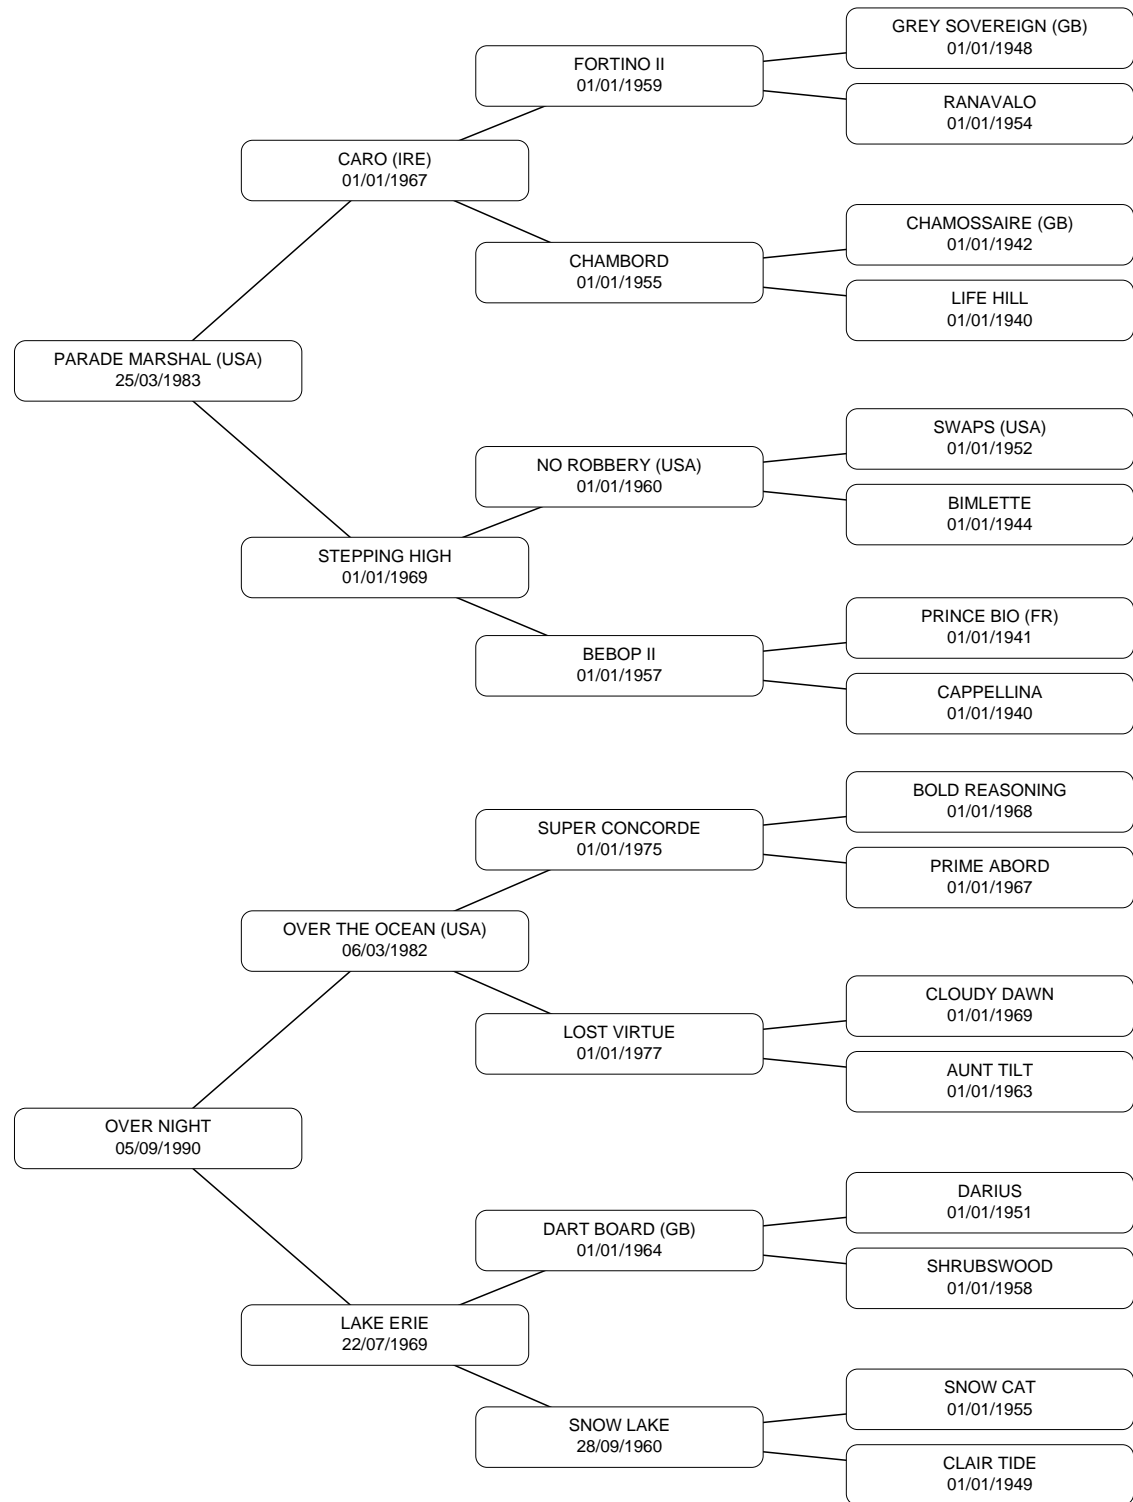 GREY SOVEREIGN (GB)
01/01/1948
FORTINO II
01/01/1959
RANAVALO
01/01/1954
CARO (IRE)
01/01/1967
CHAMOSSAIRE (GB)
01/01/1942
CHAMBORD
01/01/1955
LIFE HILL
01/01/1940
PARADE MARSHAL (USA)
25/03/1983
SWAPS (USA)
01/01/1952
NO ROBBERY (USA)
01/01/1960
BIMLETTE
01/01/1944
STEPPING HIGH
01/01/1969
PRINCE BIO (FR)
01/01/1941
BEBOP II
01/01/1957
CAPPELLINA
01/01/1940
BOLD REASONING
01/01/1968
SUPER CONCORDE
01/01/1975
PRIME ABORD
01/01/1967
OVER THE OCEAN (USA)
06/03/1982
CLOUDY DAWN
01/01/1969
LOST VIRTUE
01/01/1977
AUNT TILT
01/01/1963
OVER NIGHT
05/09/1990
DARIUS
01/01/1951
DART BOARD (GB)
01/01/1964
SHRUBSWOOD
01/01/1958
LAKE ERIE
22/07/1969
SNOW CAT
01/01/1955
SNOW LAKE
28/09/1960
CLAIR TIDE
01/01/1949